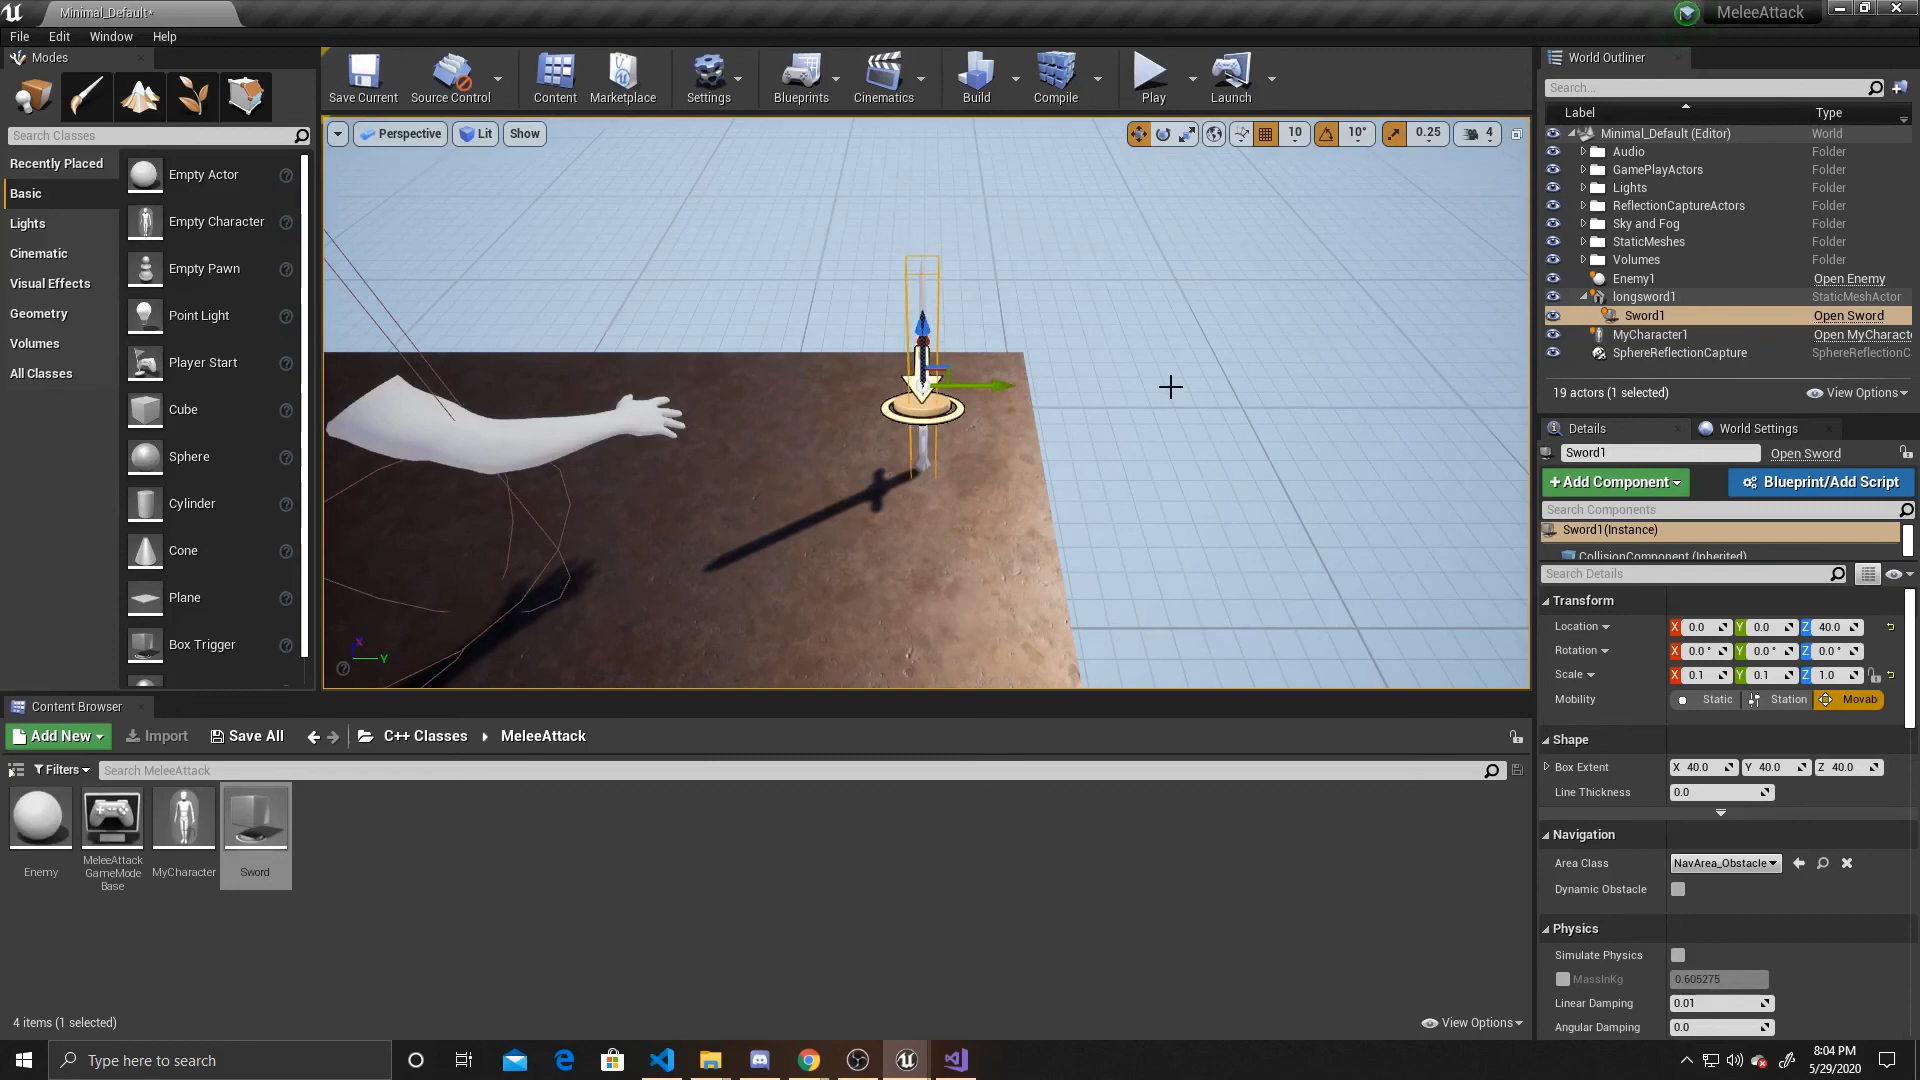 Minimal_Default*
MeleeAttack
File Edit Window Help
Modes
Search Classes
Recently Placed
Basic
Lights
Cinematic
Visual Effects
Geometry
Volumes
All Classes
Empty Actor
Empty Character
Empty Pawn
Point Light
Player Start
Cube
Sphere
Cylinder
Cone
Plane
Box Trigger
Save Current
Source Control
Content
Marketplace
Settings
Blueprints
Cinematics
Build
Compile
Play
Launch
Perspective
Lit
Show
10
10°
0.25
4
X
Y
World Outliner
Search...
Label Type
Minimal_Default (Editor) World
Audio Folder
GamePlayActors Folder
Lights Folder
ReflectionCaptureActors Folder
Sky and Fog Folder
StaticMeshes Folder
Volumes Folder
Enemy1 Open Enemy
longsword1 StaticMeshActor
Sword1 Open Sword
MyCharacter1 Open MyCharacte
SphereReflectionCapture SphereReflectionC
19 actors (1 selected) View Options
Details World Settings
Sword1 Open Sword
+Add Component Blueprint/Add Script
Search Components
Sword1(Instance)
CollisionComponent (Inherited)
Search Details
Transform
Location X 0.0 Y 0.0 Z 40.0
Rotation X 0.0 ° Y 0.0 ° Z 0.0 °
Scale X 0.1 Y 0.1 Z 1.0
Mobility Static Station Movab
Shape
Box Extent X 40.0 Y 40.0 Z 40.0
Line Thickness 0.0
Navigation
Area Class NavArea_Obstacle
Dynamic Obstacle
Physics
Simulate Physics
MassInKg 0.605275
Linear Damping 0.01
Angular Damping 0.0
Content Browser
Add New Import Save All C++ Classes MeleeAttack
Filters Search MeleeAttack
Enemy
MeleeAttack
GameMode
Base
MyCharacter
Sword
4 items (1 selected) View Options
Type here to search
8:04 PM
5/29/2020